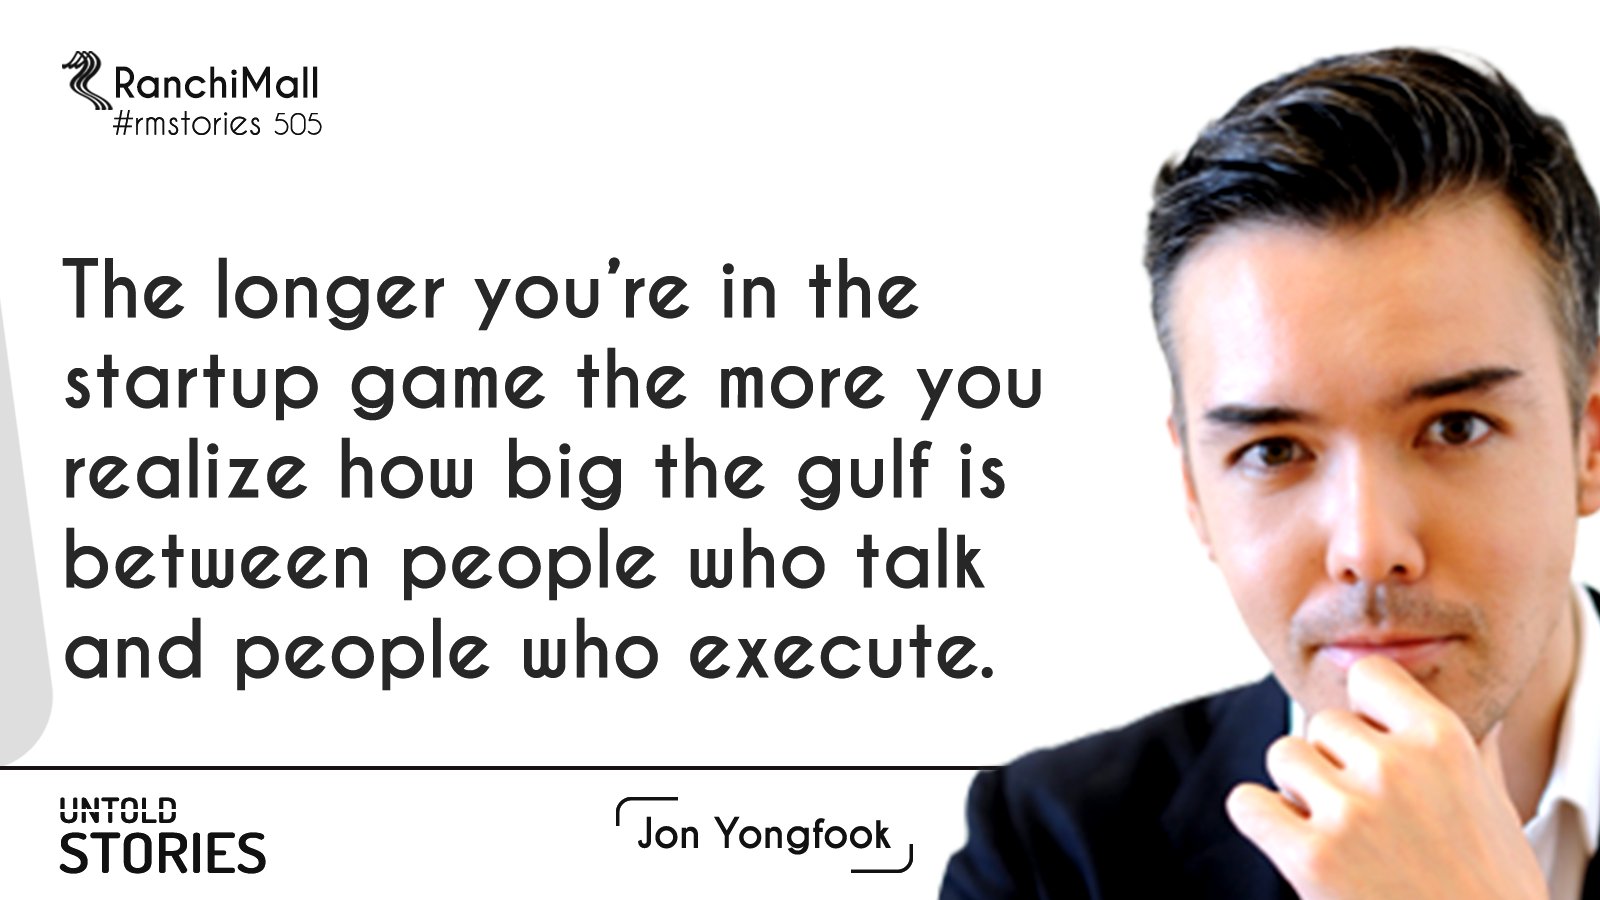 RanchiMall
#rmstories 505
The longer you’re in the
startup game the more you
realize how big the gulf is
between people who talk
and people who execute.
UNTOLD
STORIES
Jon Yongfook